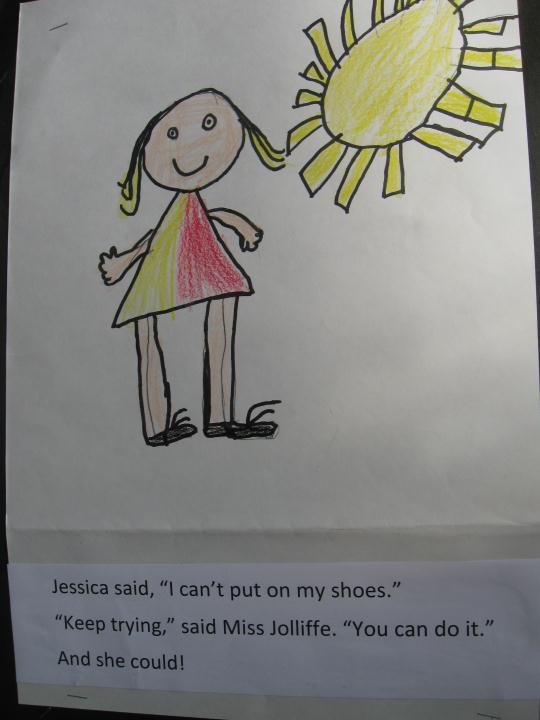 Jessica said, “I can’t put on my shoes.”
“Keep trying,” said Miss Jolliffe. “You can do it.”
And she could!